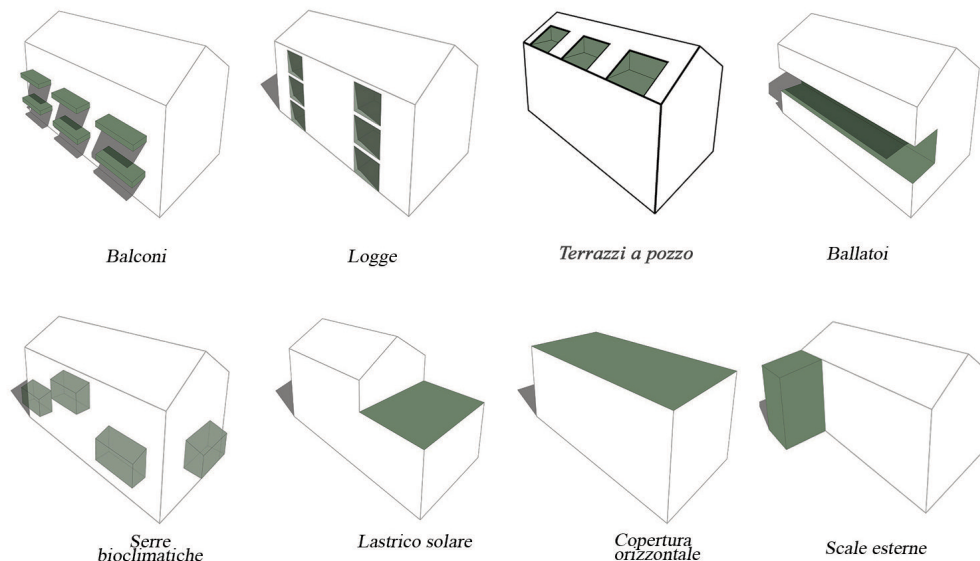 Balconi
Logge
Terrazzi a pozzo
Ballatoi
Serre
bioclimatiche
Lastrico solare
Copertura
orizzontale
Scale esterne